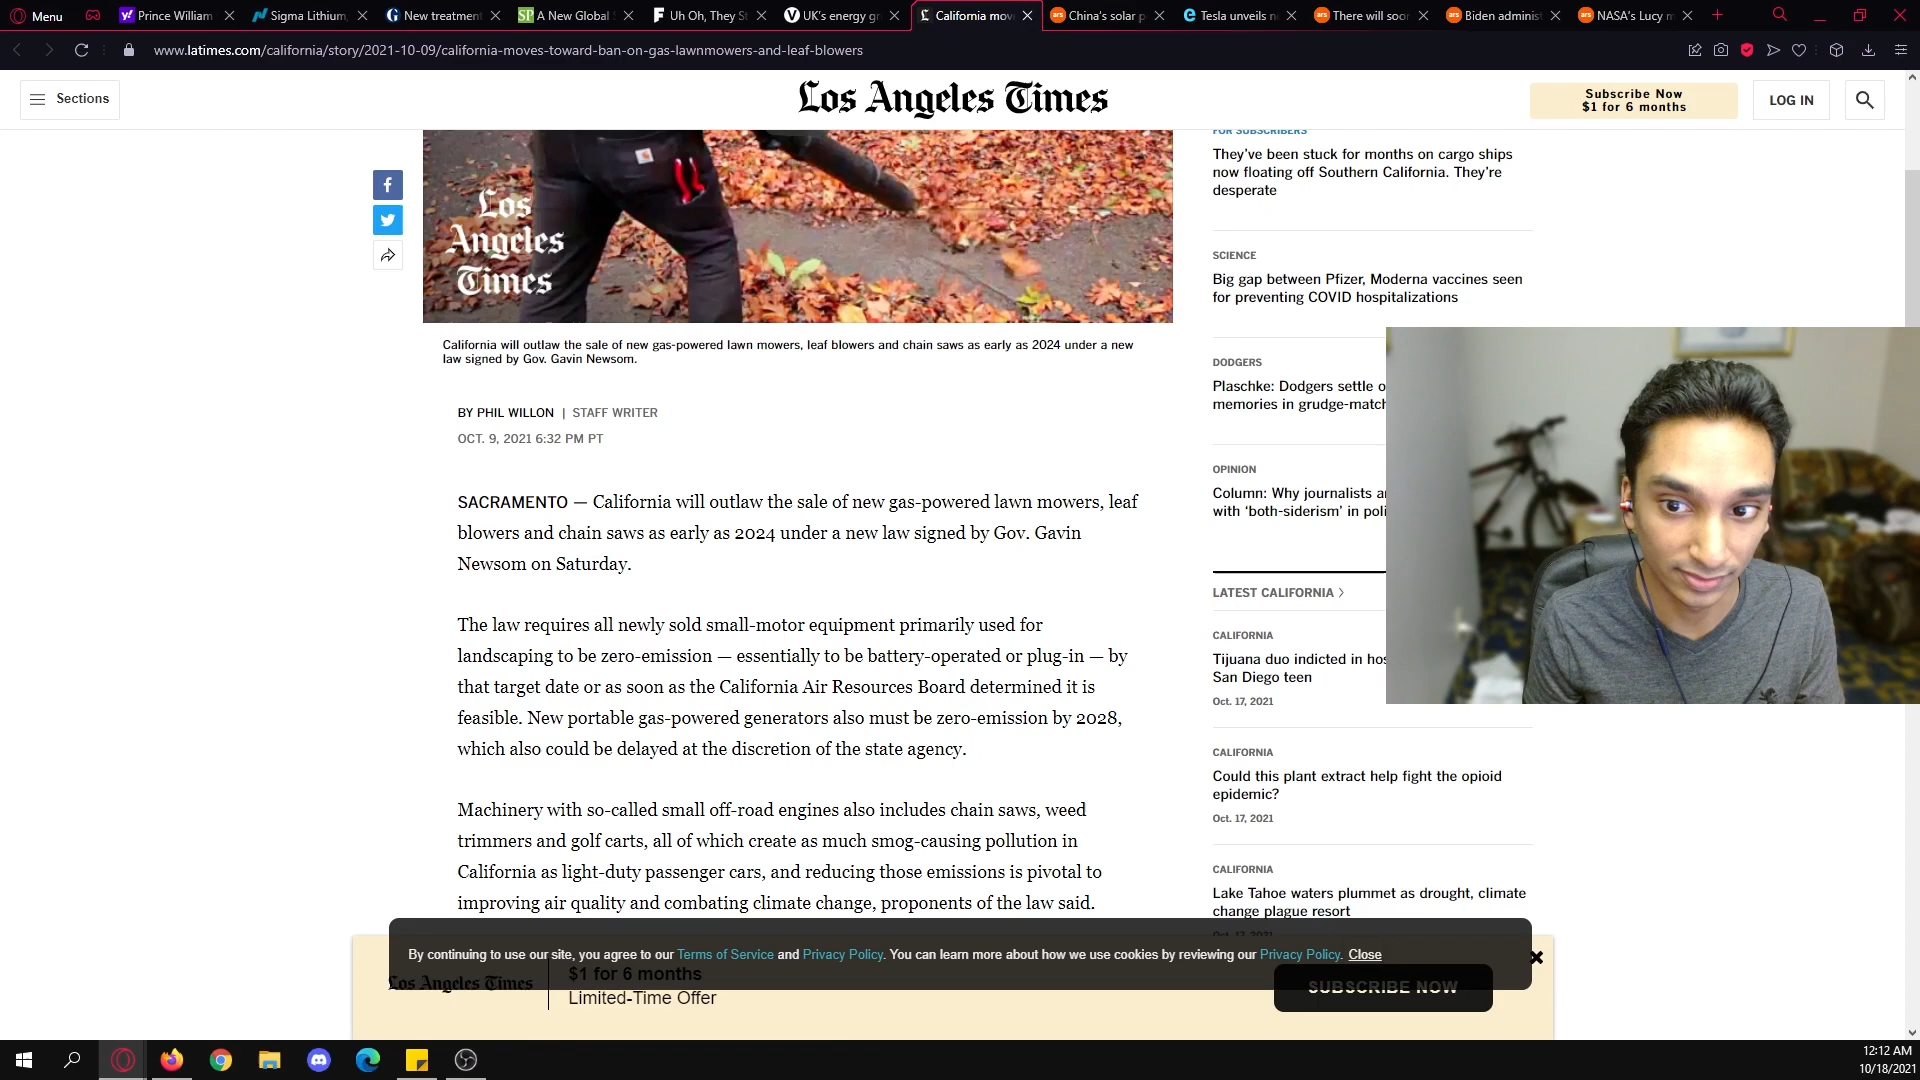 Menu
Prince William
Sigma Lithium,
New treatment
A New Global
Uh Oh, They St
UK's energy gr
California mov
China's solar p
Tesla unveils n
There will soon
Biden administ
NASA's Lucy m
www.latimes.com/california/story/2021-10-09/california-moves-toward-ban-on-gas-lawnmowers-and-leaf-blowers
Sections
Los Angeles Times
Subscribe Now
$1 for 6 months
LOG IN
Los
Angeles
Times
California will outlaw the sale of new gas-powered lawn mowers, leaf blowers and chain saws as early as 2024 under a new
law signed by Gov. Gavin Newsom.
BY PHIL WILLON | STAFF WRITER
OCT. 9, 2021 6:32 PM PT
SACRAMENTO — California will outlaw the sale of new gas-powered lawn mowers, leaf
blowers and chain saws as early as 2024 under a new law signed by Gov. Gavin
Newsom on Saturday.
The law requires all newly sold small-motor equipment primarily used for
landscaping to be zero-emission — essentially to be battery-operated or plug-in — by
that target date or as soon as the California Air Resources Board determined it is
feasible. New portable gas-powered generators also must be zero-emission by 2028,
which also could be delayed at the discretion of the state agency.
Machinery with so-called small off-road engines also includes chain saws, weed
trimmers and golf carts, all of which create as much smog-causing pollution in
California as light-duty passenger cars, and reducing those emissions is pivotal to
improving air quality and combating climate change, proponents of the law said.
FOR SUBSCRIBERS
They've been stuck for months on cargo ships
now floating off Southern California. They're
desperate
SCIENCE
Big gap between Pfizer, Moderna vaccines seen
for preventing COVID hospitalizations
DODGERS
Plaschke: Dodgers settle o
memories in grudge-match
OPINION
Column: Why journalists a
with 'both-siderism' in poli
LATEST CALIFORNIA
CALIFORNIA
Tijuana duo indicted in hos
San Diego teen
Oct. 17, 2021
CALIFORNIA
Could this plant extract help fight the opioid
epidemic?
Oct. 17, 2021
CALIFORNIA
Lake Tahoe waters plummet as drought, climate
change plague resort
Oct. 17, 2021
By continuing to use our site, you agree to our Terms of Service and Privacy Policy. You can learn more about how we use cookies by reviewing our Privacy Policy. Close
Los Angeles Times
$1 for 6 months
Limited-Time Offer
SUBSCRIBE NOW
12:12 AM
10/18/2021